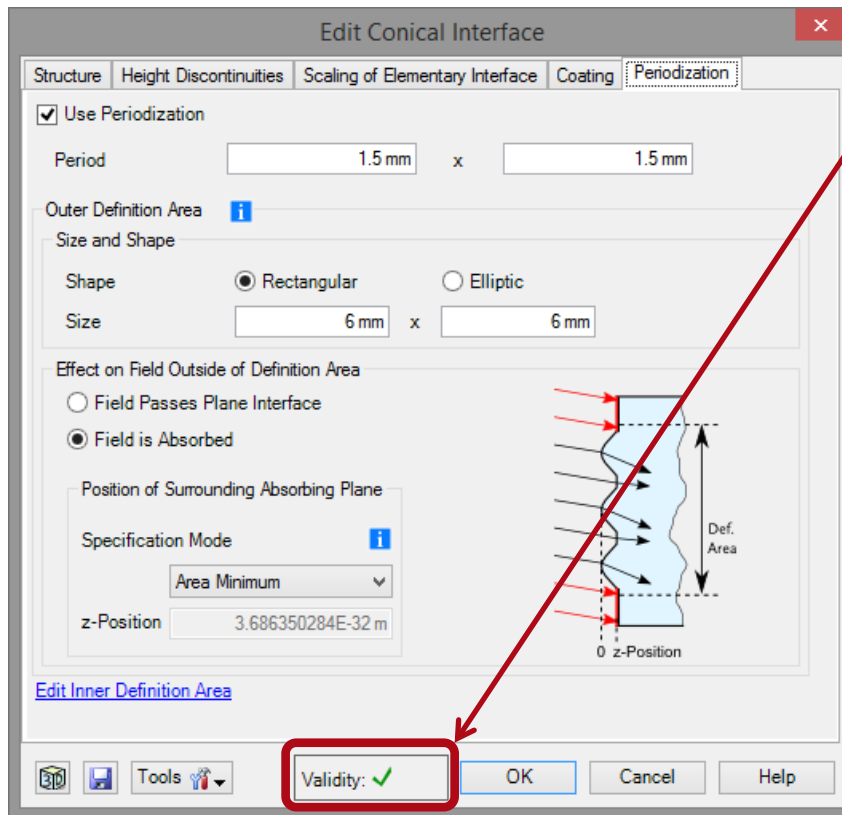 Edit Conical Interface
Structure Height Discontinuities Scaling of Elementary Interface Coating Periodization
Use Periodization
Period 1.5 mm x 1.5 mm
Outer Definition Area i
Size and Shape
Shape Rectangular Elliptic
Size 6 mm x 6 mm
Effect on Field Outside of Definition Area
Field Passes Plane Interface
Field is Absorbed
Position of Surrounding Absorbing Plane
Specification Mode i
Area Minimum
z-Position 3.686350284E-32 m
Def.
Area
0 z-Position
Edit Inner Definition Area
3D Tools Validity: OK Cancel Help